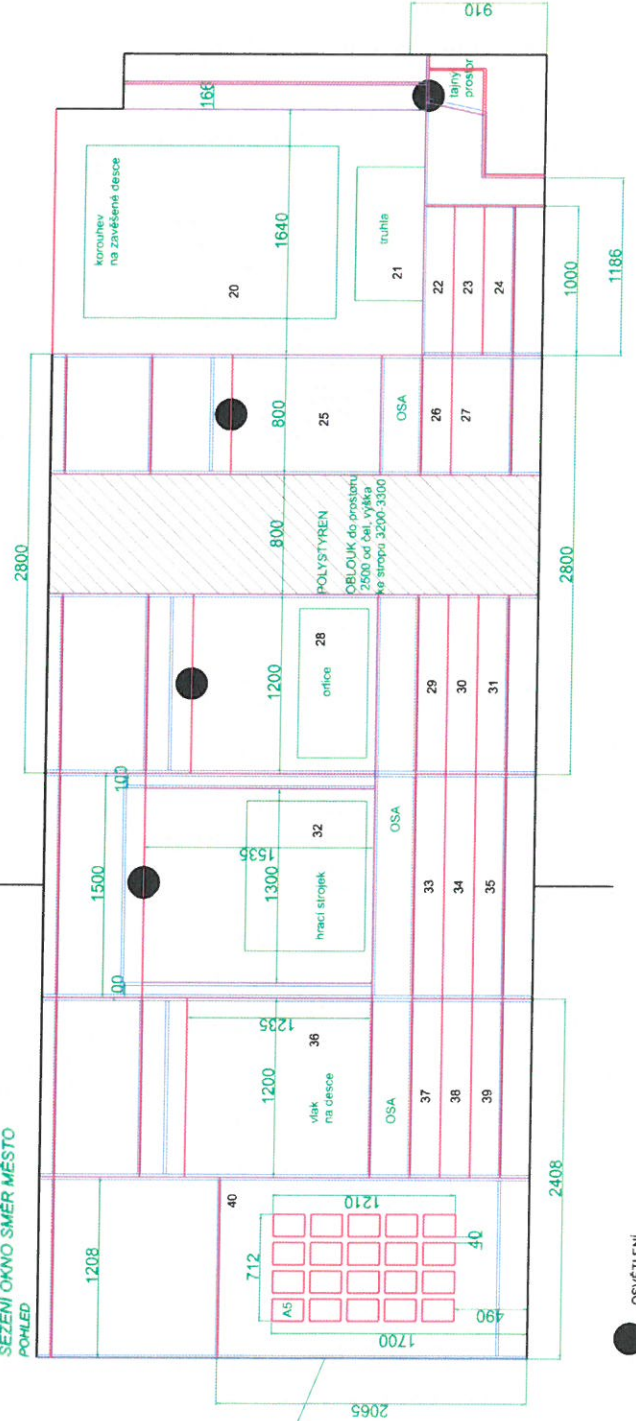 SEZENÍ OKNO SMĚR MĚSTO
POHLED
1208
2065
40
712
1210
A5
40
490
1700
2408
1200
1235
36
vlak
na desce
OSA
37
38
39
1500
00
100
1535
1300
32
hrací strojek
OSA
33
34
35
2800
1200
28
orlice
29
30
31
800
POLYSTYREN
OBLOUK do prostoru
2500 od čel, výška
ke stropu 3200-3300
2800
800
25
OSA
26
27
korouhev
na zavěšené desce
20
1640
166
truhla
21
22
23
24
1000
1186
tajný
prostor
910
OSVĚTLENÍ